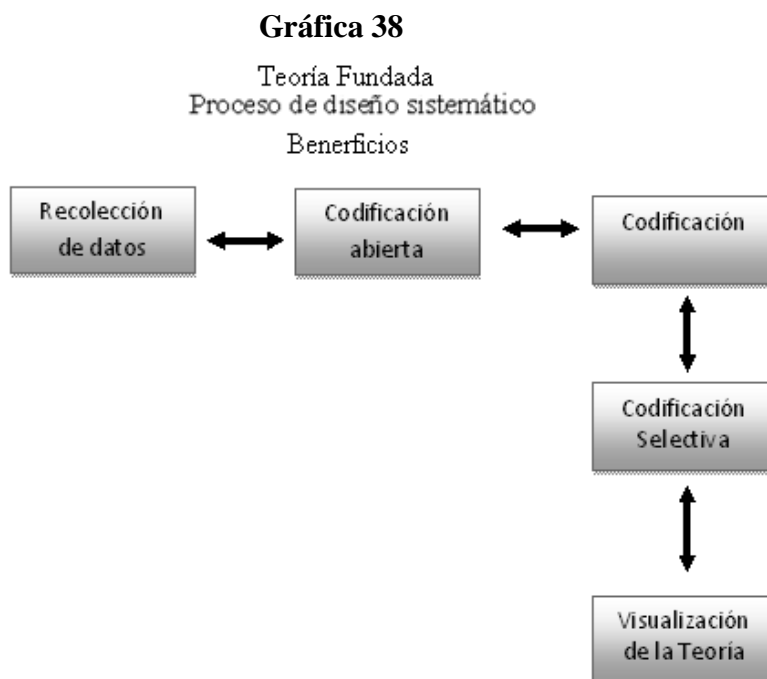 Gráfica 38
Teoría Fundada
Proceso de diseño sistemático
Benerficios
Recolección
de datos
Codificación
abierta
Codificación
Codificación
Selectiva
Visualización
de la Teoría